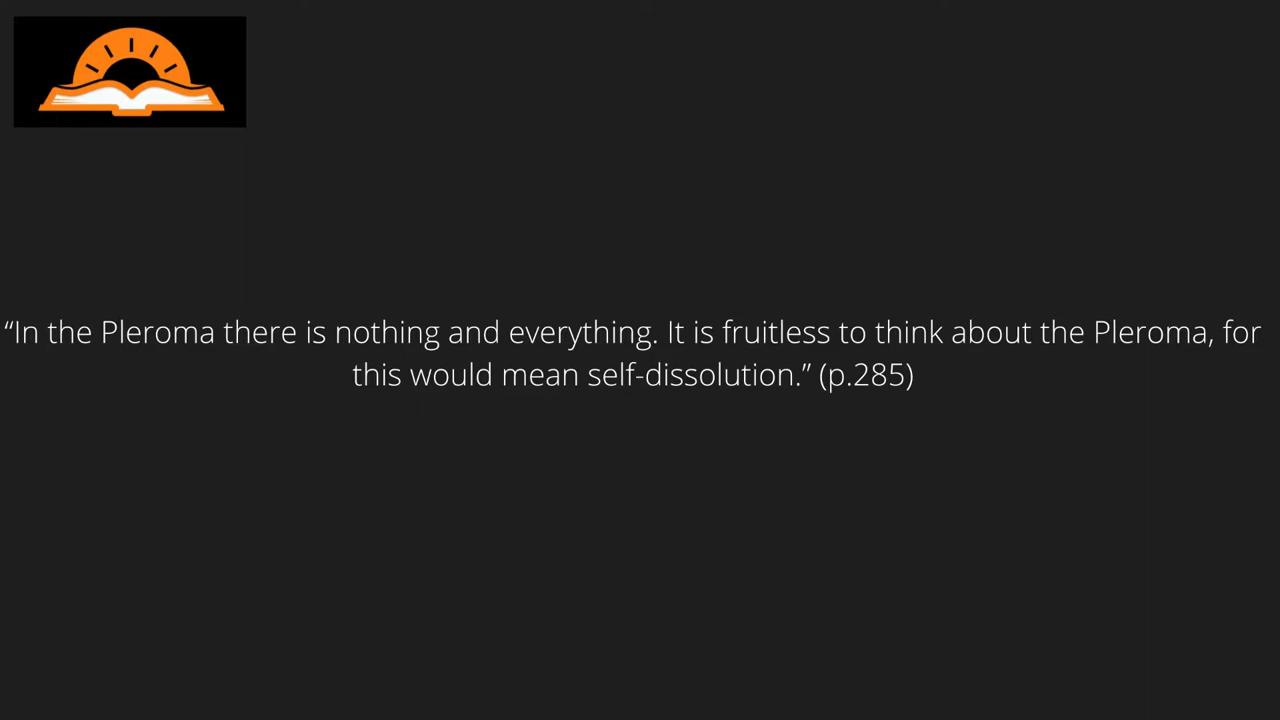 “In the Pleroma there is nothing and everything. It is fruitless to think about the Pleroma, for
this would mean self-dissolution.” (p.285)